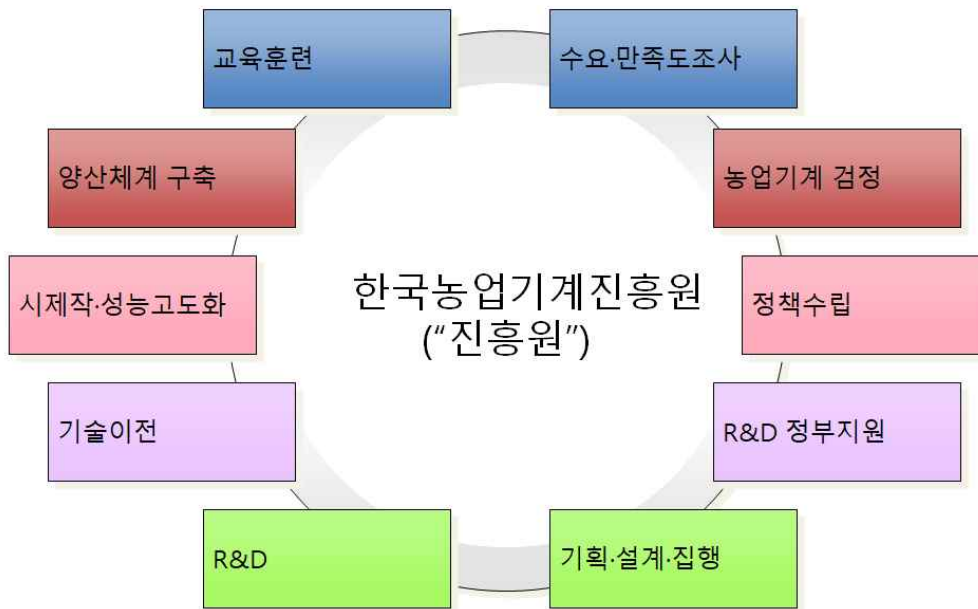 교육훈련
수요·만족도조사
양산체계 구축
농업기계 검정
시제작·성능고도화
한국농업기계진흥원
(“진흥원”)
정책수립
기술이전
R&D 정부지원
R&D
기획·설계·집행